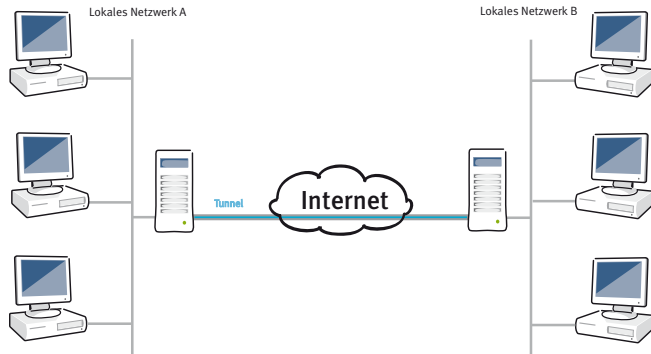 Lokales Netzwerk A
Lokales Netzwerk B
Tunnel
Internet